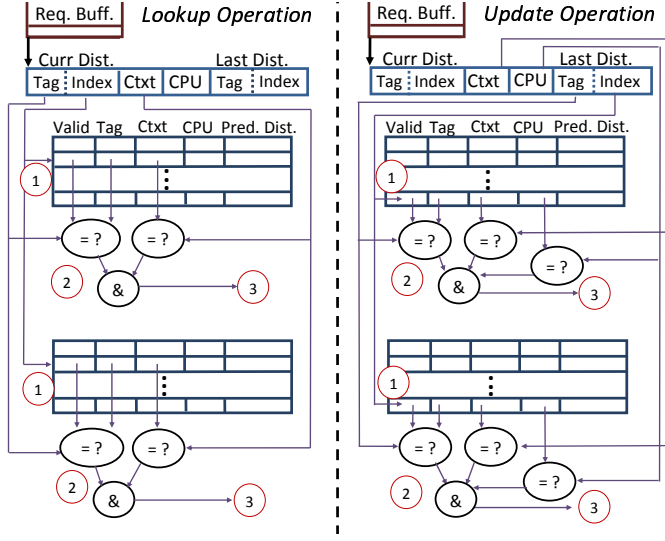 Lookup Operation
Req. Buff.
Curr Dist. Last Dist.
Tag Index Ctxt CPU Tag Index
Valid Tag Ctxt CPU Pred. Dist.
1
= ? = ?
2
&
3
1
= ? = ?
2
&
3
Update Operation
Req. Buff.
Curr Dist. Last Dist.
Tag Index Ctxt CPU Tag Index
Valid Tag Ctxt CPU Pred. Dist.
1
= ? = ?
= ?
2
&
3
1
= ? = ?
= ?
2
&
3